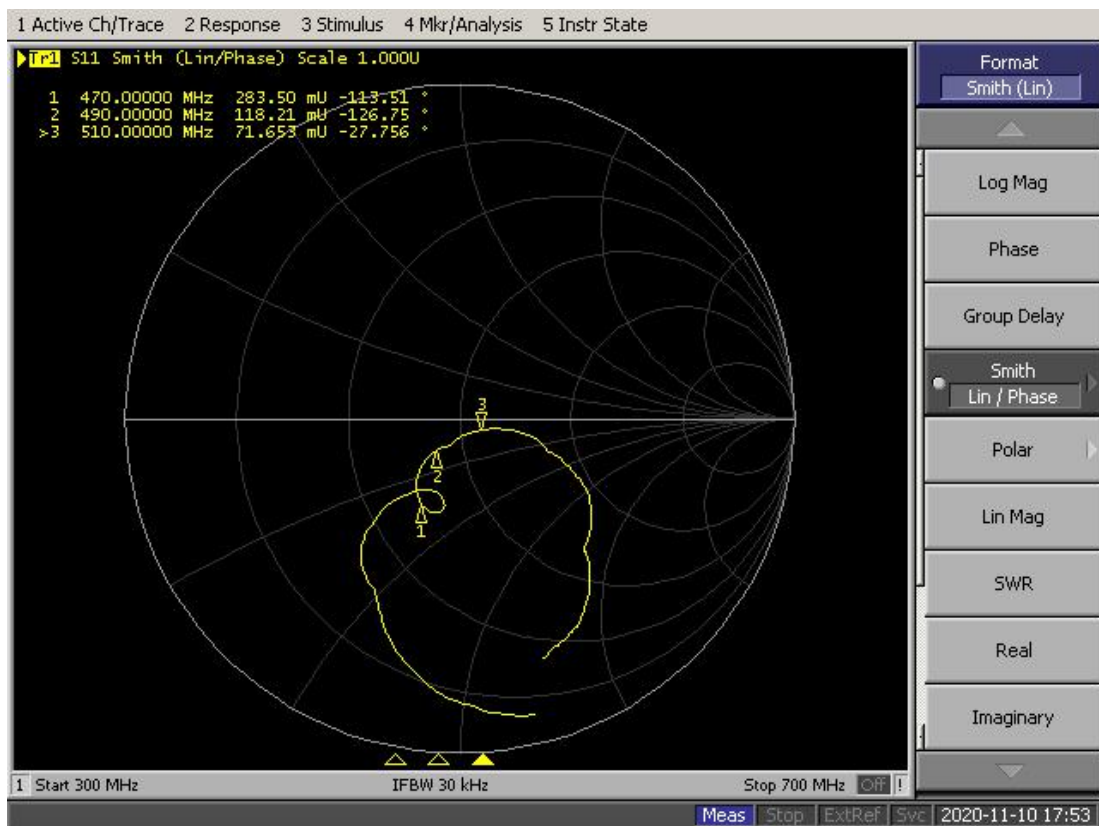 1 Active Ch/Trace 2 Response 3 Stimulus 4 Mkr/Analysis 5 Instr State
Tr1 S11 Smith (Lin/Phase) Scale 1.000U
1 470.00000 MHz 283.50 mU -113.51 °
2 490.00000 MHz 118.21 mU -126.75 °
>3 510.00000 MHz 71.653 mU -27.756 °
3
2
1
Format
Smith (Lin)
Log Mag
Phase
Group Delay
Smith
Lin / Phase
Polar
Lin Mag
SWR
Real
Imaginary
1 Start 300 MHz IFBW 30 kHz Stop 700 MHz Off !
Meas Stop ExtRef Svc 2020-11-10 17:53